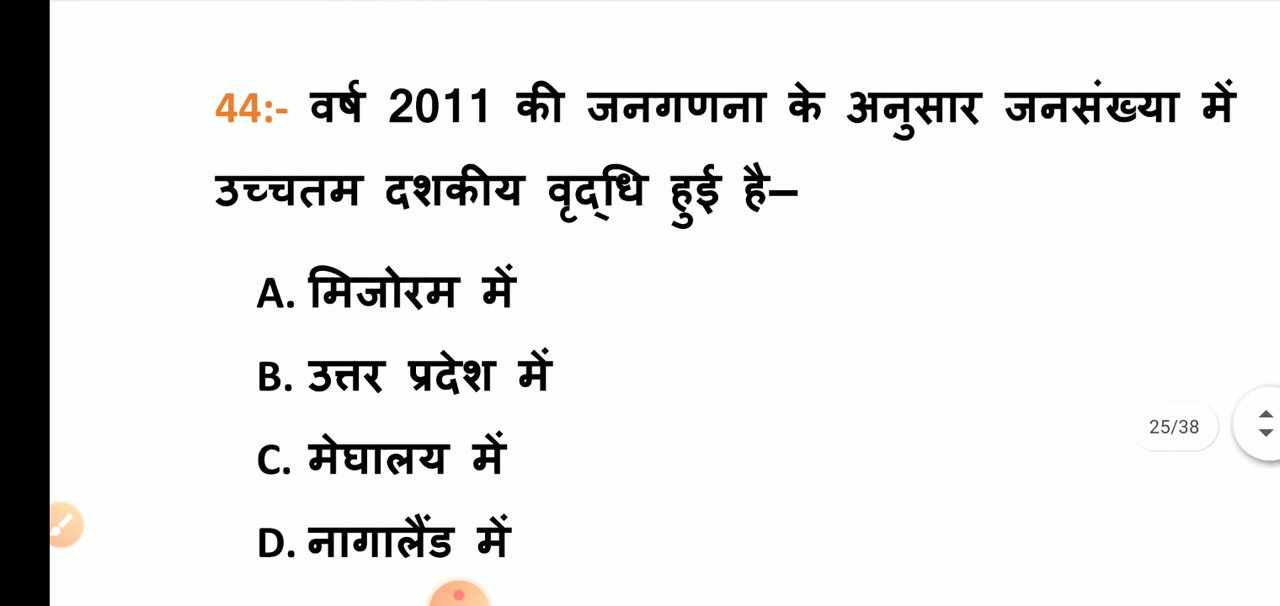 44:- वर्ष 2011 की जनगणना के अनुसार जनसंख्या में
उच्चतम दशकीय वृद्धि हुई है–
A. मिजोरम में
B. उत्तर प्रदेश में
C. मेघालय में
25/38
D. नागालैंड में